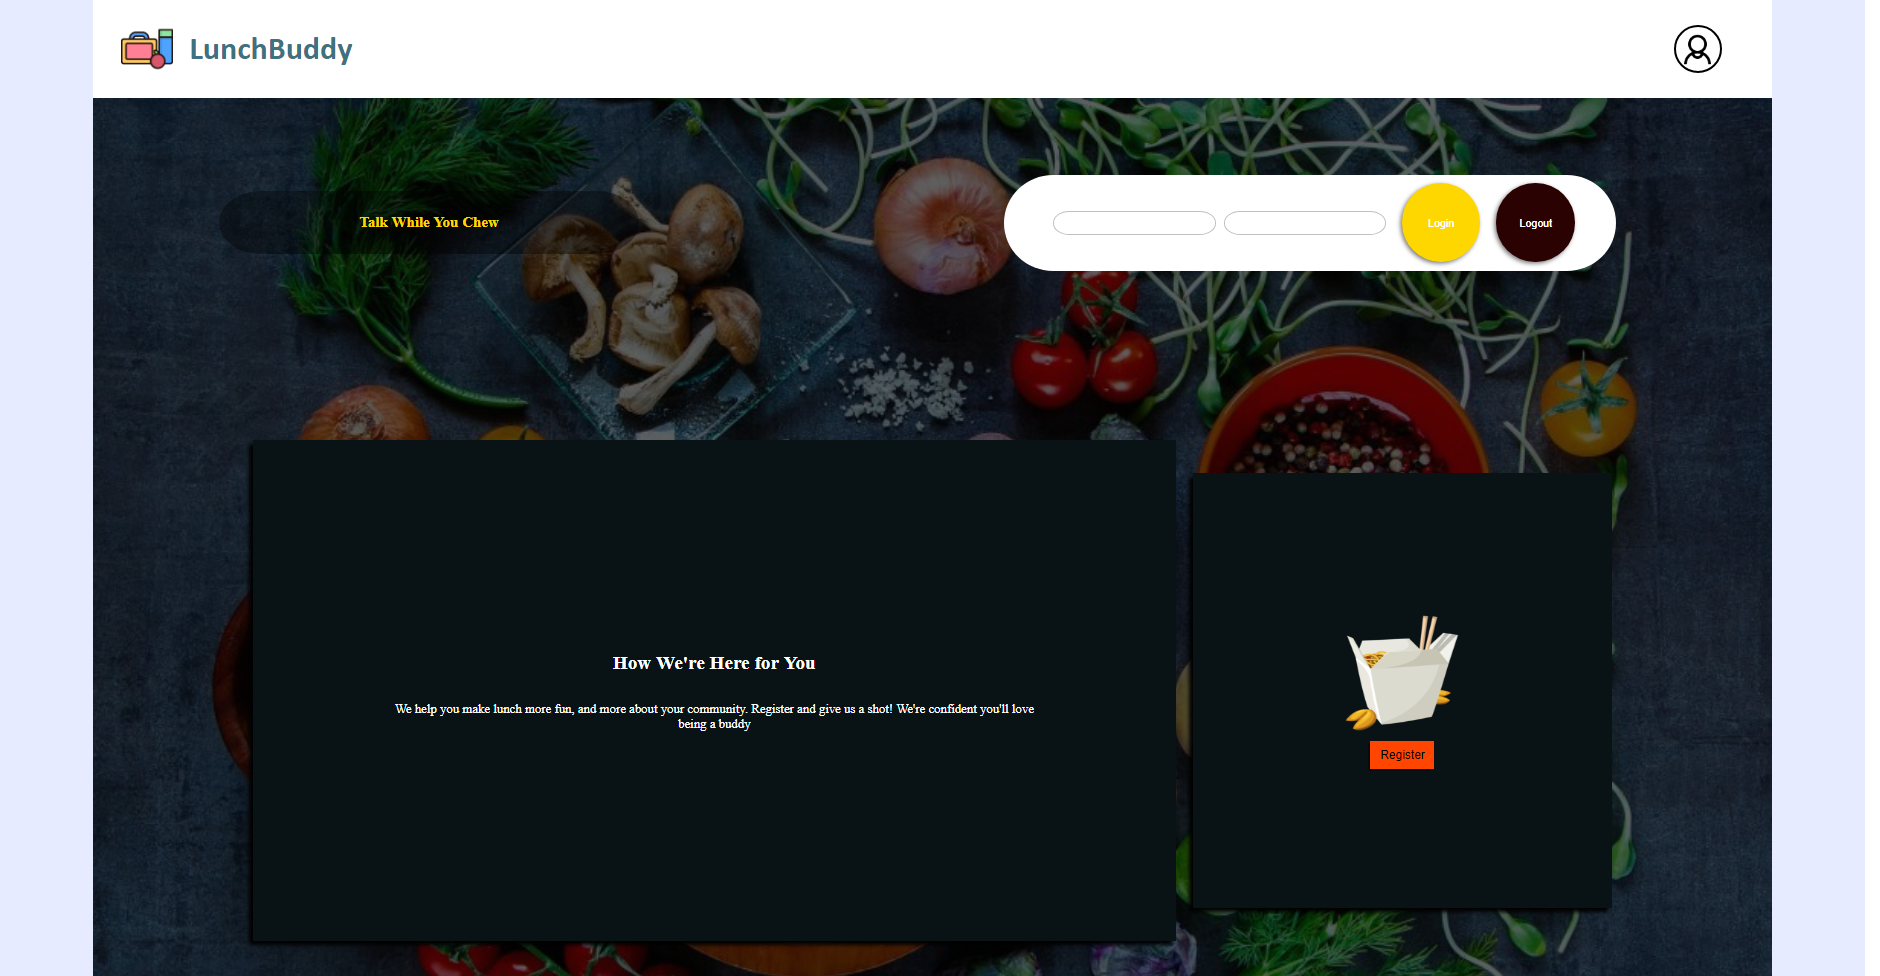 LunchBuddy
Talk While You Chew
Login
Logout
How We're Here for You
We help you make lunch more fun, and more about your community. Register and give us a shot! We're confident you'll love
being a buddy
Register